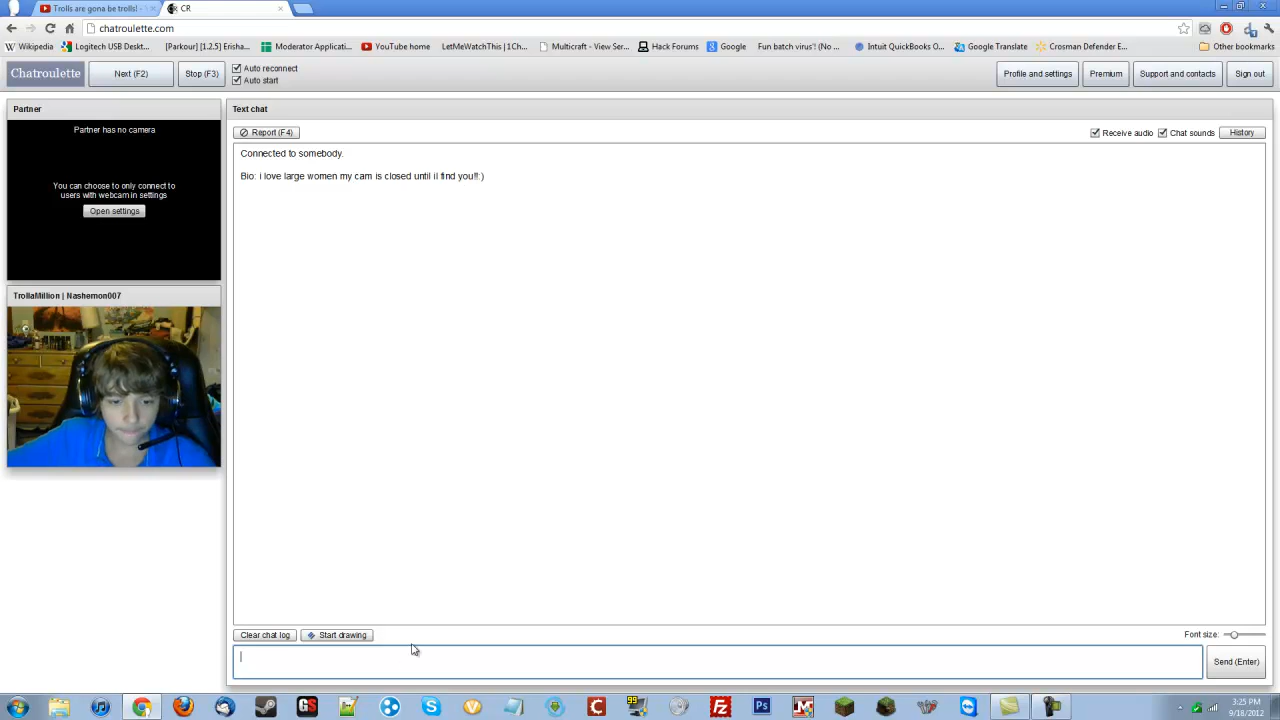 Trolls are gona be trolls! -
CR
chatroulette.com
Wikipedia
Logitech USB Deskt...
[Parkour] [1.2.5] Erisha...
Moderator Applicati...
YouTube home
LetMeWatchThis | 1Ch...
Multicraft - View Ser...
Hack Forums
Google
Fun batch virus'! (No ...
Intuit QuickBooks O...
Google Translate
Crosman Defender E...
Other bookmarks
Chatroulette
Next (F2)
Stop (F3)
Auto reconnect
Auto start
Profile and settings
Premium
Support and contacts
Sign out
Partner
Partner has no camera
You can choose to only connect to
users with webcam in settings
Open settings
TrollaMillion | Nashemon007
Text chat
Report (F4)
Receive audio
Chat sounds
History
Connected to somebody.
Bio: i love large women my cam is closed until iI find you!!:)
Clear chat log
Start drawing
Font size:
Send (Enter)
GS
99
Ps
Fz
3:25 PM
9/18/2012